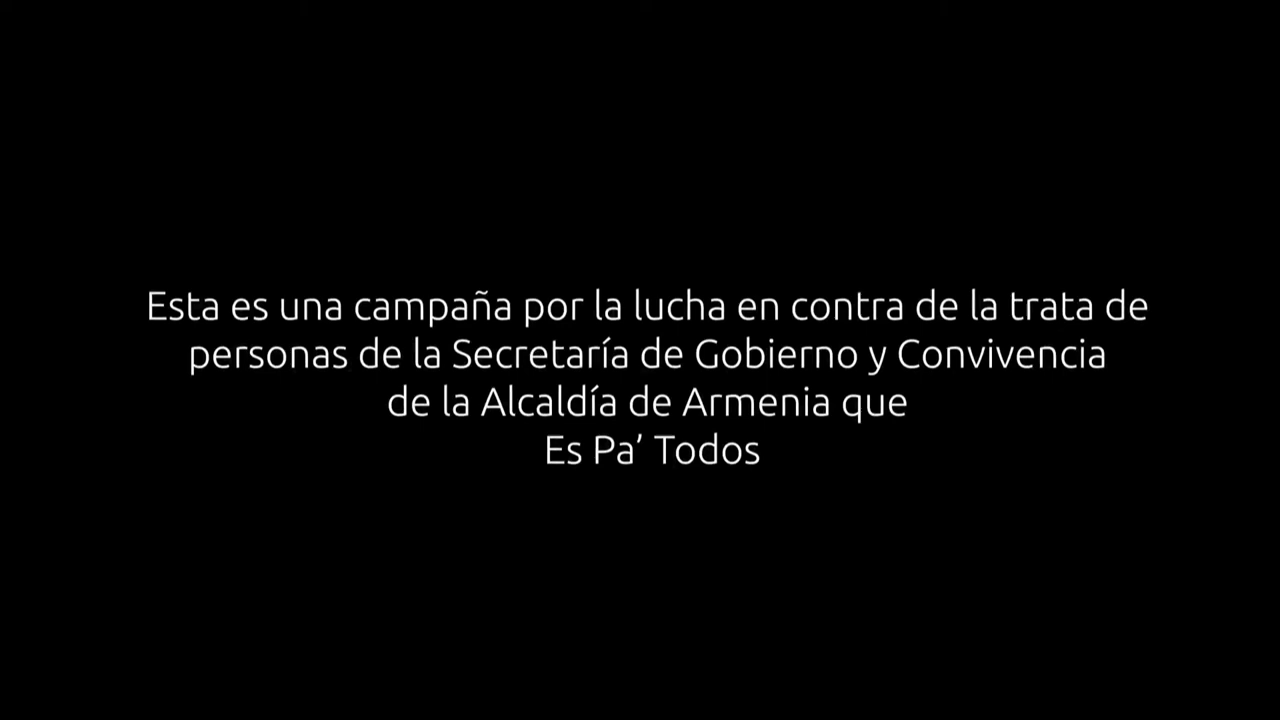 Esta es una campaña por la lucha en contra de la trata de
personas de la Secretaría de Gobierno y Convivencia
de la Alcaldía de Armenia que
Es Pa’ Todos